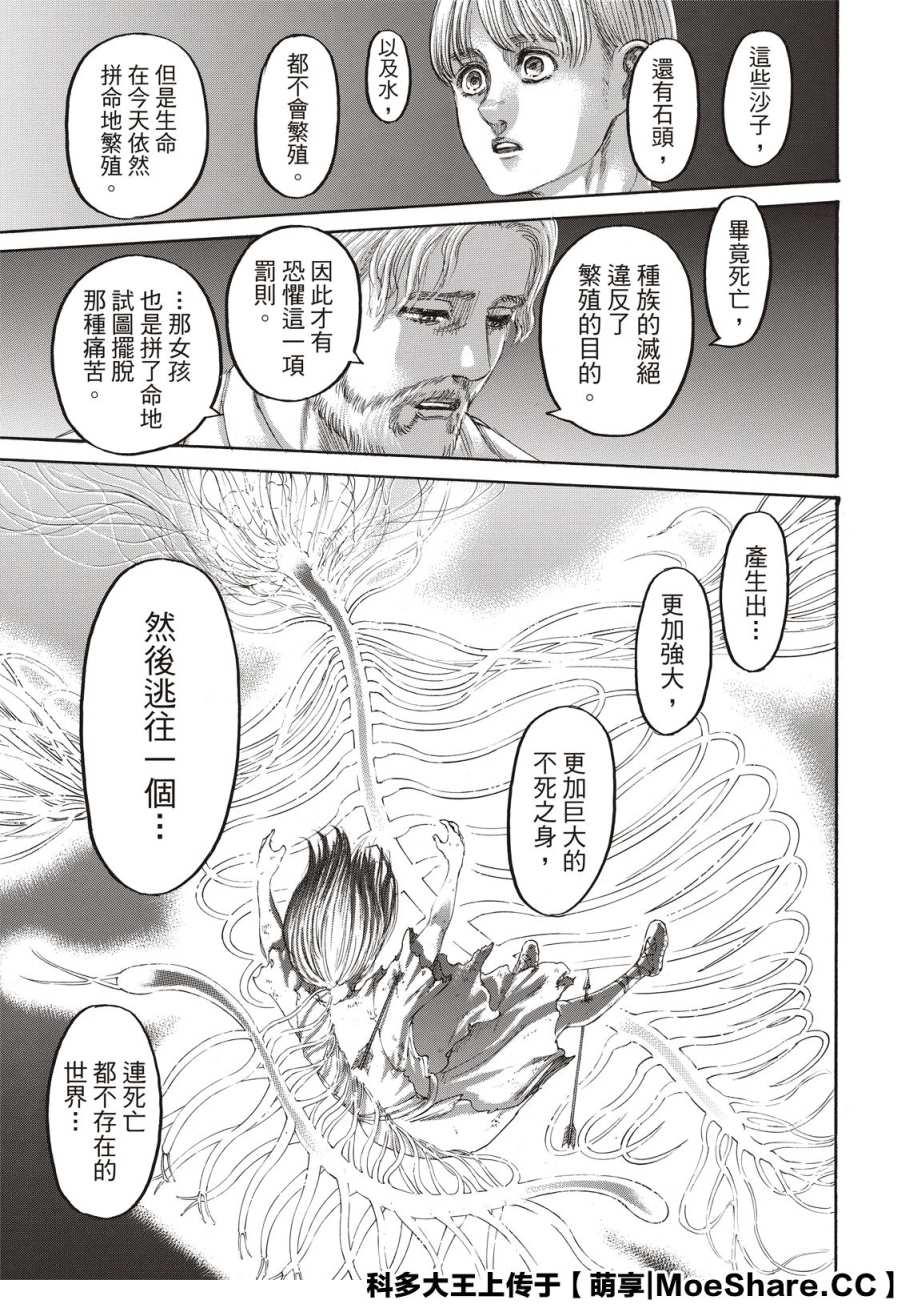 這些沙子，
還有石頭，
以及水，
都不會繁殖。
但是生命
在今天依然
拼命地繁殖。
畢竟死亡，
種族的滅絕
違反了
繁殖的目的。
因此才有
恐懼這一項
罰則。
…那女孩
也是拼了命地
試圖擺脫
那種痛苦。
產生出…
更加強大，
更加巨大的
不死之身，
然後逃往一個…
連死亡
都不存在的
世界…
科多大王上传于【萌享|MoeShare.CC】